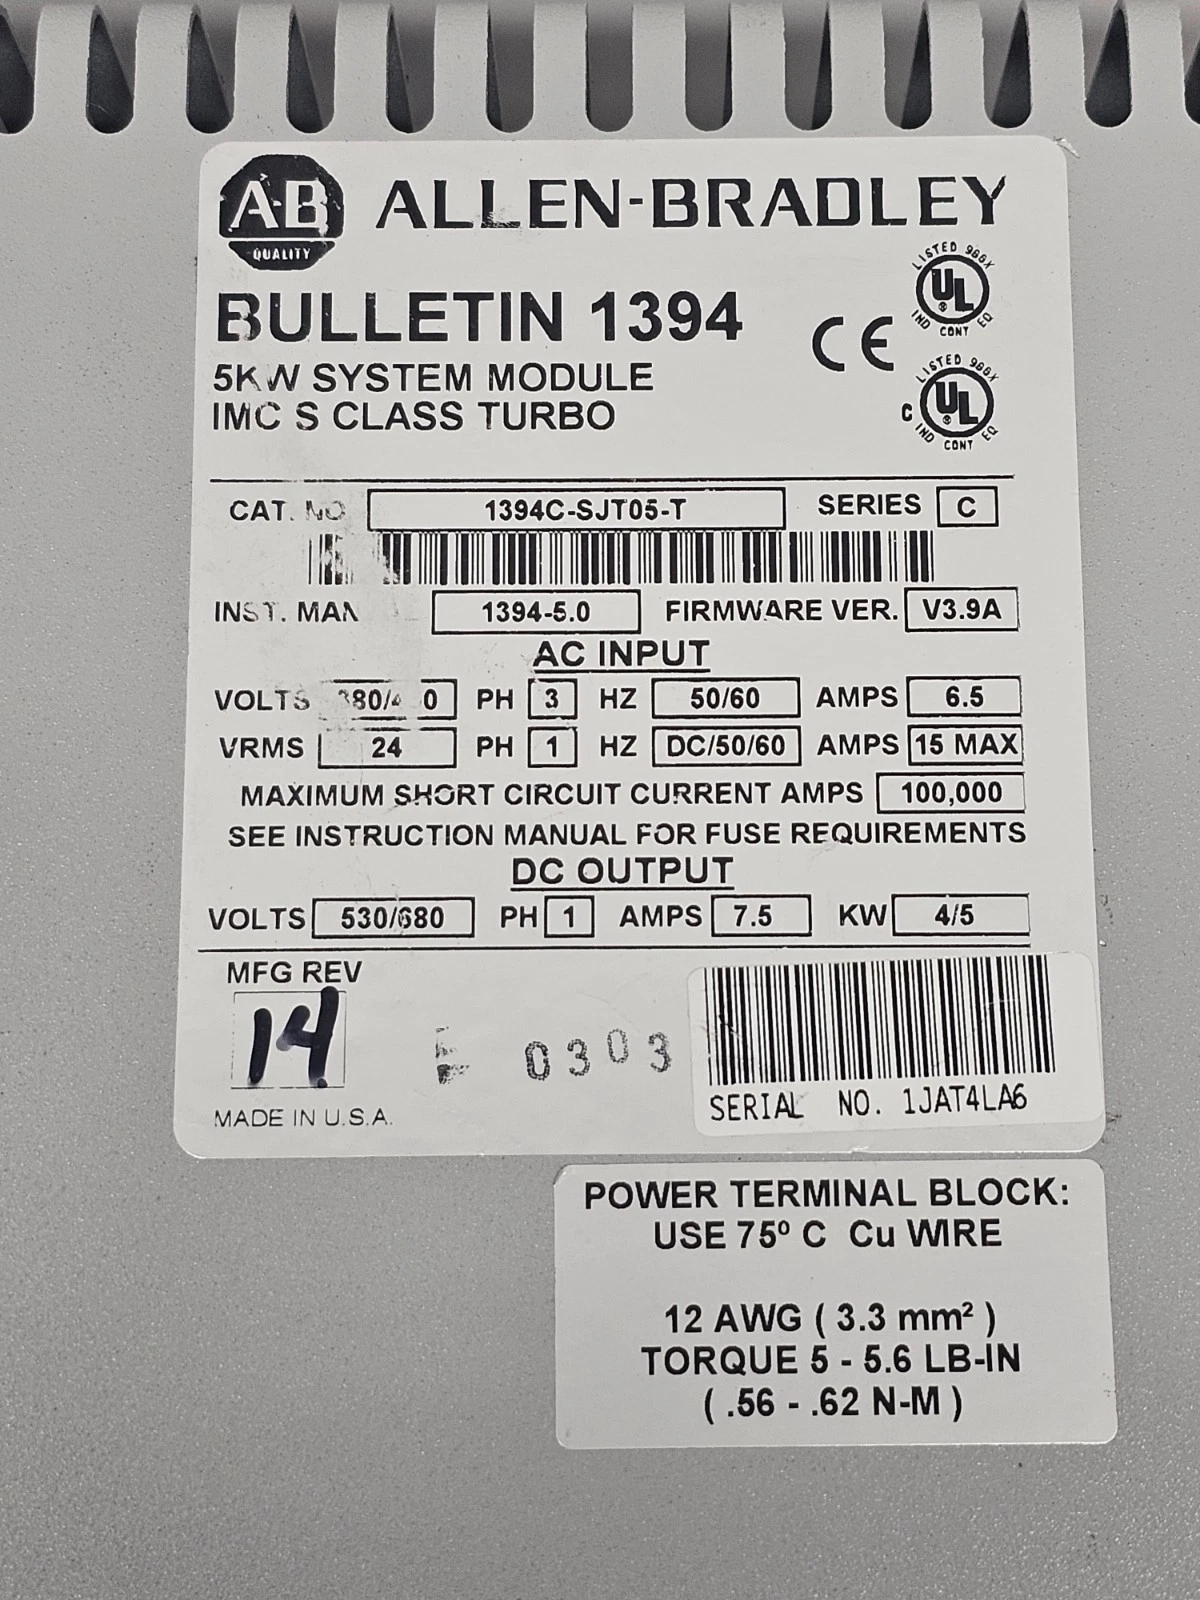 A-B
QUALITY
ALLEN-BRADLEY
BULLETIN 1394
5KW SYSTEM MODULE
IMC S CLASS TURBO
CE
LISTED 966X
UL
IND CONT EQ
LISTED 966X
C UL
IND CONT EQ
CAT. NO 1394C-SJT05-T SERIES C
INST. MAN 1394-5.0 FIRMWARE VER. V3.9A
AC INPUT
VOLTS PH 3 HZ 50/60 AMPS 6.5
VRMS 24 PH 1 HZ DC/50/60 AMPS 15 MAX
MAXIMUM SHORT CIRCUIT CURRENT AMPS 100,000
SEE INSTRUCTION MANUAL FOR FUSE REQUIREMENTS
DC OUTPUT
VOLTS 530/680 PH 1 AMPS 7.5 KW 4/5
MFG REV
14
0303
MADE IN U.S.A.
SERIAL NO. 1JAT4LA6
POWER TERMINAL BLOCK:
USE 75º C Cu WIRE
12 AWG ( 3.3 mm² )
TORQUE 5 - 5.6 LB-IN
( .56 - .62 N-M )